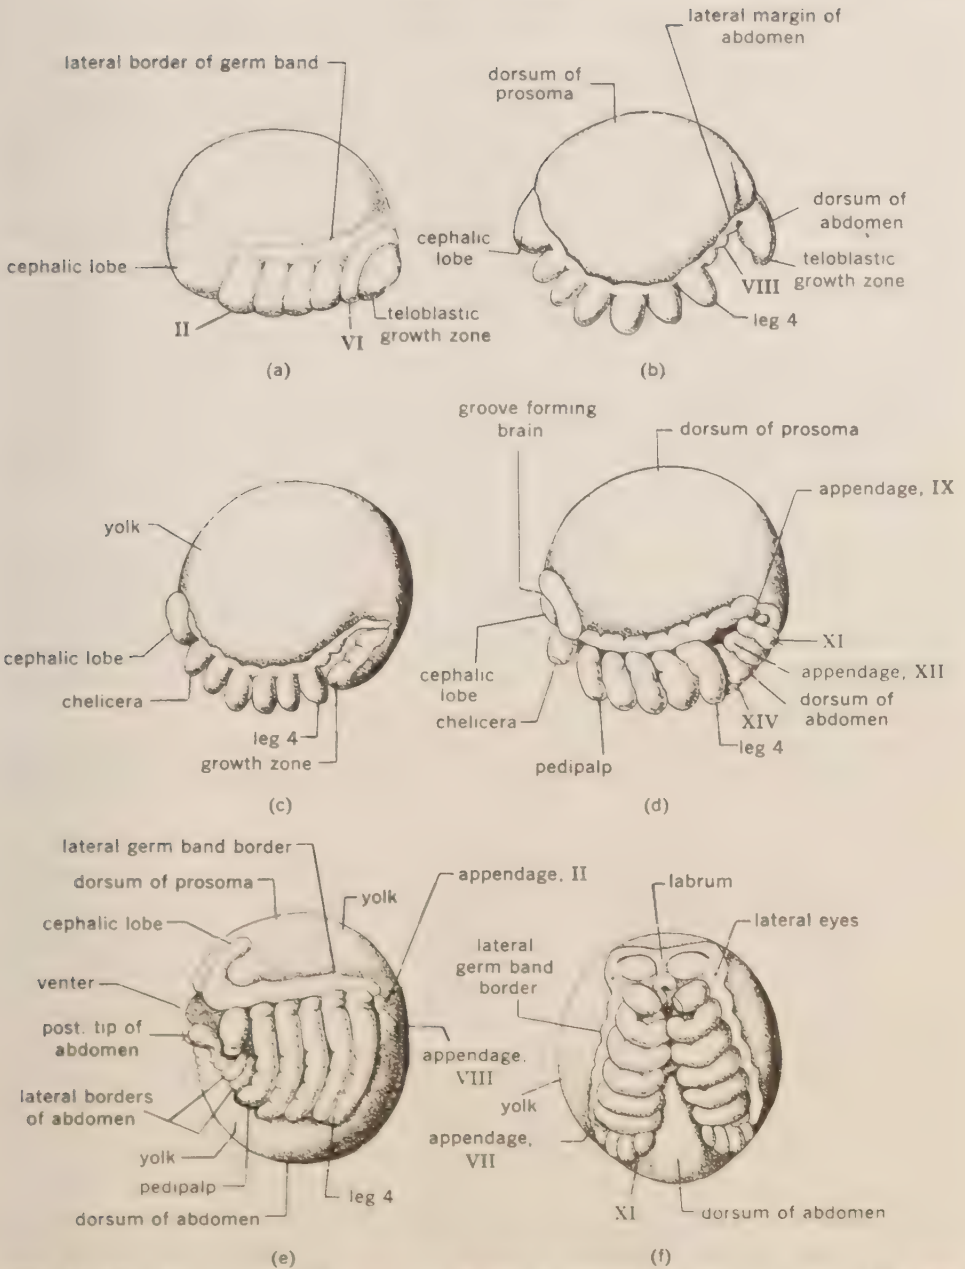 lateral border of germ band
cephalic lobe
II
VI
teloblastic
growth zone
(a)
lateral margin of
abdomen
dorsum of
prosoma
cephalic
lobe
dorsum of
abdomen
teloblastic
growth zone
VIII
leg 4
(b)
yolk
cephalic lobe
chelicera
leg 4
growth zone
(c)
groove forming
brain
dorsum of prosoma
appendage, IX
XI
appendage, XII
dorsum of
abdomen
XIV
leg 4
cephalic
lobe
chelicera
pedipalp
(d)
lateral germ band border
dorsum of prosoma
cephalic lobe
venter
post. tip of
abdomen
lateral borders
of abdomen
yolk
pedipalp
dorsum of abdomen
appendage, II
yolk
appendage,
VIII
leg 4
(e)
labrum
lateral eyes
lateral
germ band
border
yolk
appendage,
VII
XI
dorsum of abdomen
(f)